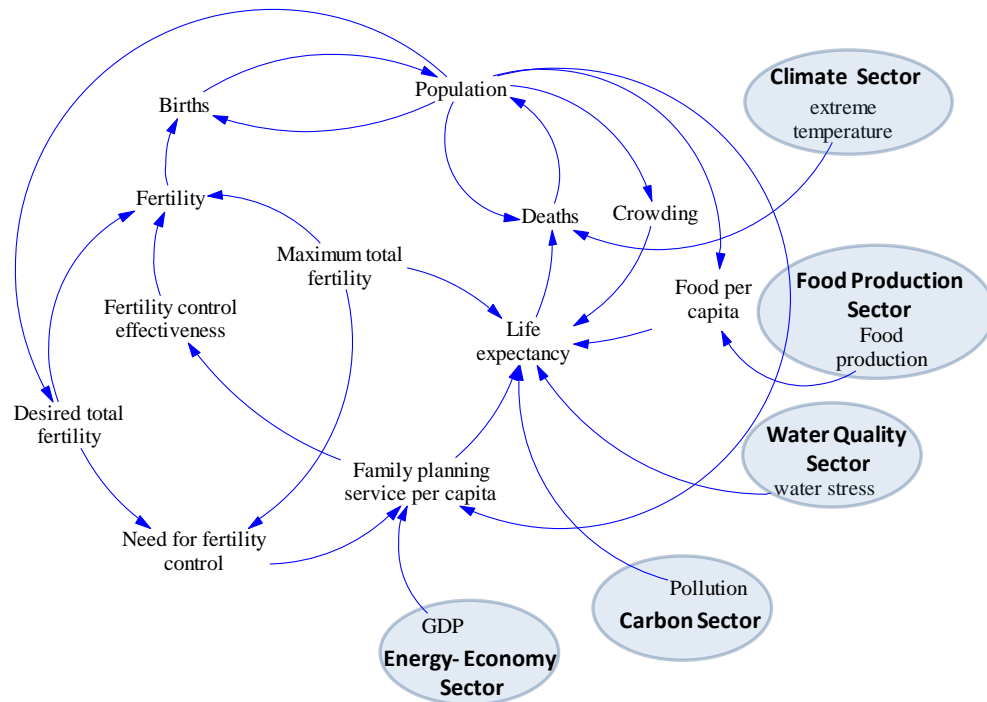 Climate Sector
extreme
temperature
Population
Births
Fertility
Deaths
Crowding
Maximum total
fertility
Food per
capita
Food Production
Sector
Food
production
Fertility control
effectiveness
Life
expectancy
Desired total
fertility
Water Quality
Sector
water stress
Family planning
service per capita
Need for fertility
control
Pollution
Carbon Sector
GDP
Energy- Economy
Sector